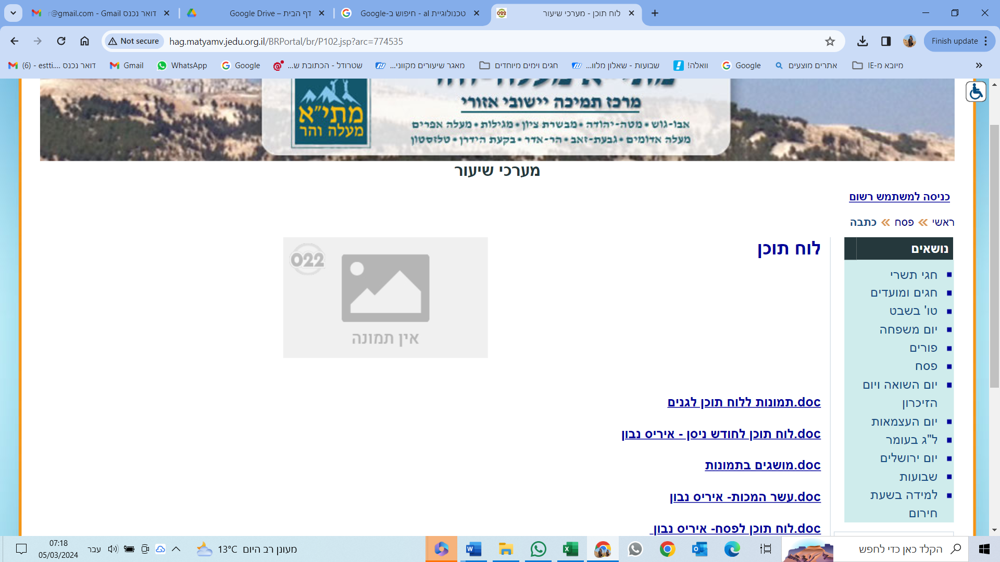 דואר נכנס - r@gmail.com - Gmail
דף הבית – Google Drive
טכנולוגיית al - חיפוש ב-Google
לוח תוכן - מערכי שיעור
Not secure
hag.matyamv.jedu.org.il/BRPortal/br/P102.jsp?arc=774535
Finish update
דואר נכנס (6) - estti....
Gmail
WhatsApp
Google
שטרודל - הכתובת ש...
מאגר שיעורים מקווני...
חגים וימים מיוחדים
שבועות - שאלון מלוו...
וואלה!
Google
אתרים מוצעים
מיובא מ-IE
מרכז תמיכה יישובי אזורי
אבו-גוש • מטה-יהודה • מבשרת ציון • מגילות • מעלה אפרים
מעלה אדומים • גבעת-זאב • הר-אדר • בקעת הידרן • טלזסטון
מתי"א
מעלה והר
מערכי שיעור
כניסה למשתמש רשום
ראשי » פסח » כתבה
נושאים
חגי תשרי
חגים ומועדים
טו' בשבט
יום משפחה
פורים
פסח
יום השואה ויום
הזיכרון
יום העצמאות
ל"ג בעומר
יום ירושלים
שבועות
למידה בשעת
חירום
לוח תוכן
022
אין תמונה
תמונות ללוח תוכן לגנים.doc
לוח תוכן לחודש ניסן - איריס נבון.doc
מושגים בתמונות.doc
עשר המכות- איריס נבון.doc
לוח תוכן לפסח- איריס נבון.doc
07:18
05/03/2024
עבר
13°C מעונן רב היום
הקלד כאן כדי לחפש